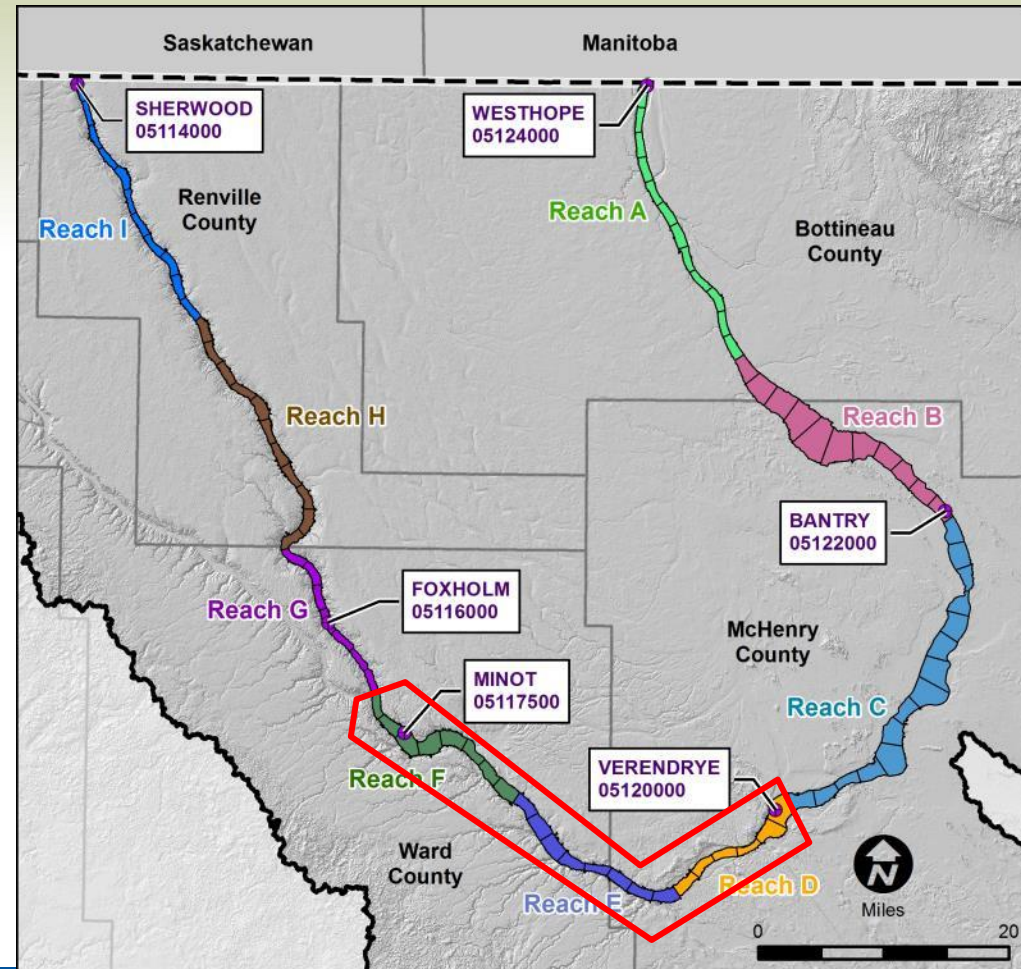 Saskatchewan
Manitoba
SHERWOOD
05114000
WESTHOPE
05124000
Renville
County
Reach A
Reach I
Bottineau
County
Reach H
Reach B
BANTRY
05122000
FOXHOLM
05116000
Reach G
McHenry
County
MINOT
05117500
Reach C
VERENDRYE
05120000
Reach F
Ward
County
Reach D
Reach E
N
Miles
0
20